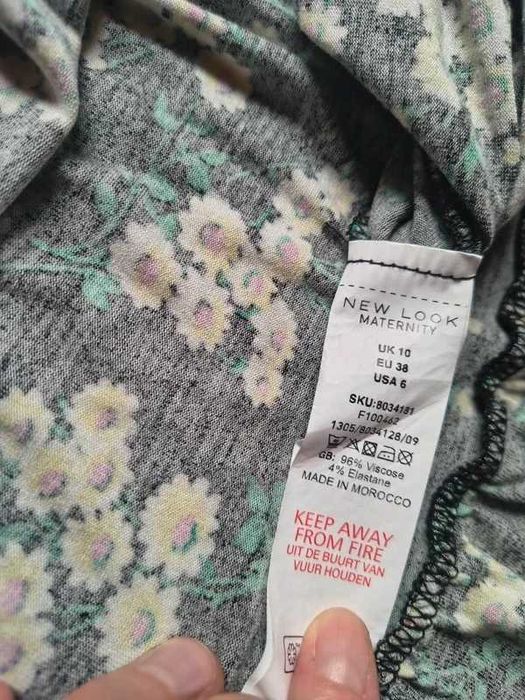 NEW LOOK
MATERNITY
UK 10
EU 38
USA 6
SKU:8034181
F100462
1305/8034128/09
GB: 96% Viscose
4% Elastane
MADE IN MOROCCO
KEEP AWAY
FROM FIRE
UIT DE BUURT VAN
VUUR HOUDEN